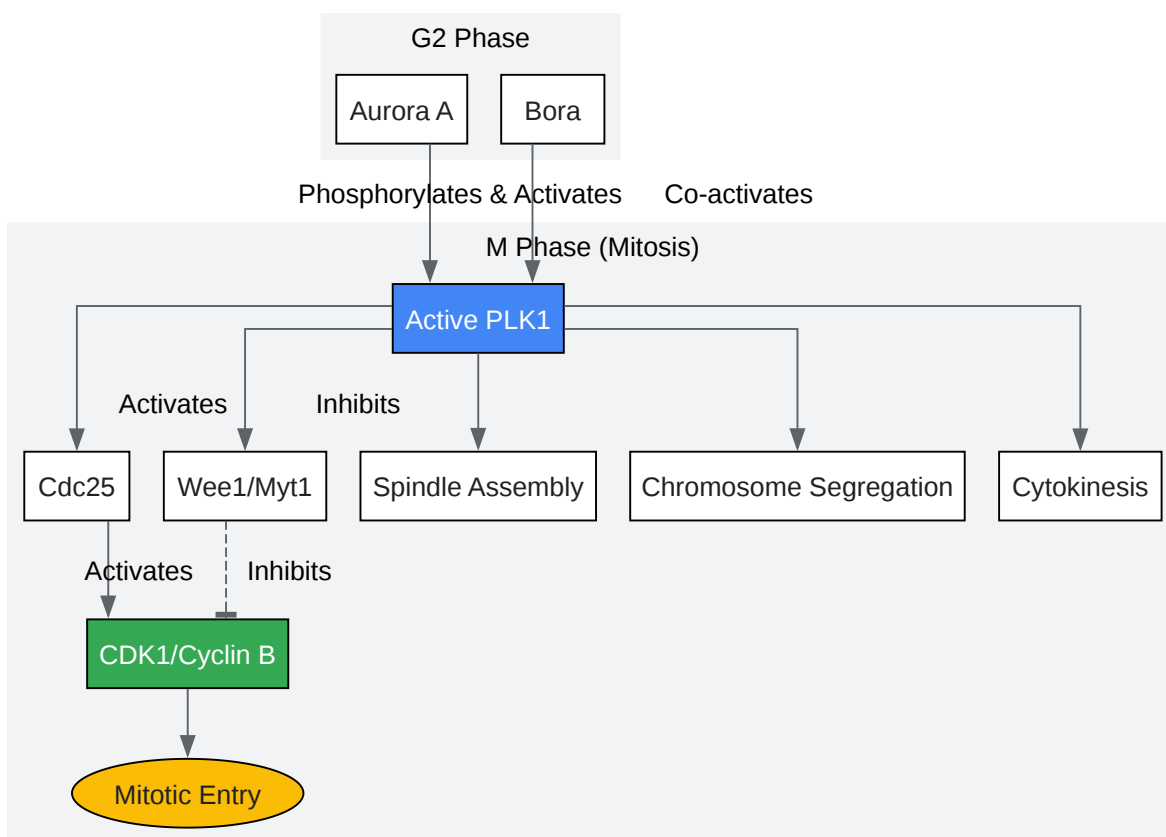 G2 Phase
Aurora A
Bora
Phosphorylates & Activates
Co-activates
M Phase (Mitosis)
Active PLK1
Activates
Inhibits
Cdc25
Wee1/Myt1
Spindle Assembly
Chromosome Segregation
Cytokinesis
Activates
Inhibits
CDK1/Cyclin B
Mitotic Entry